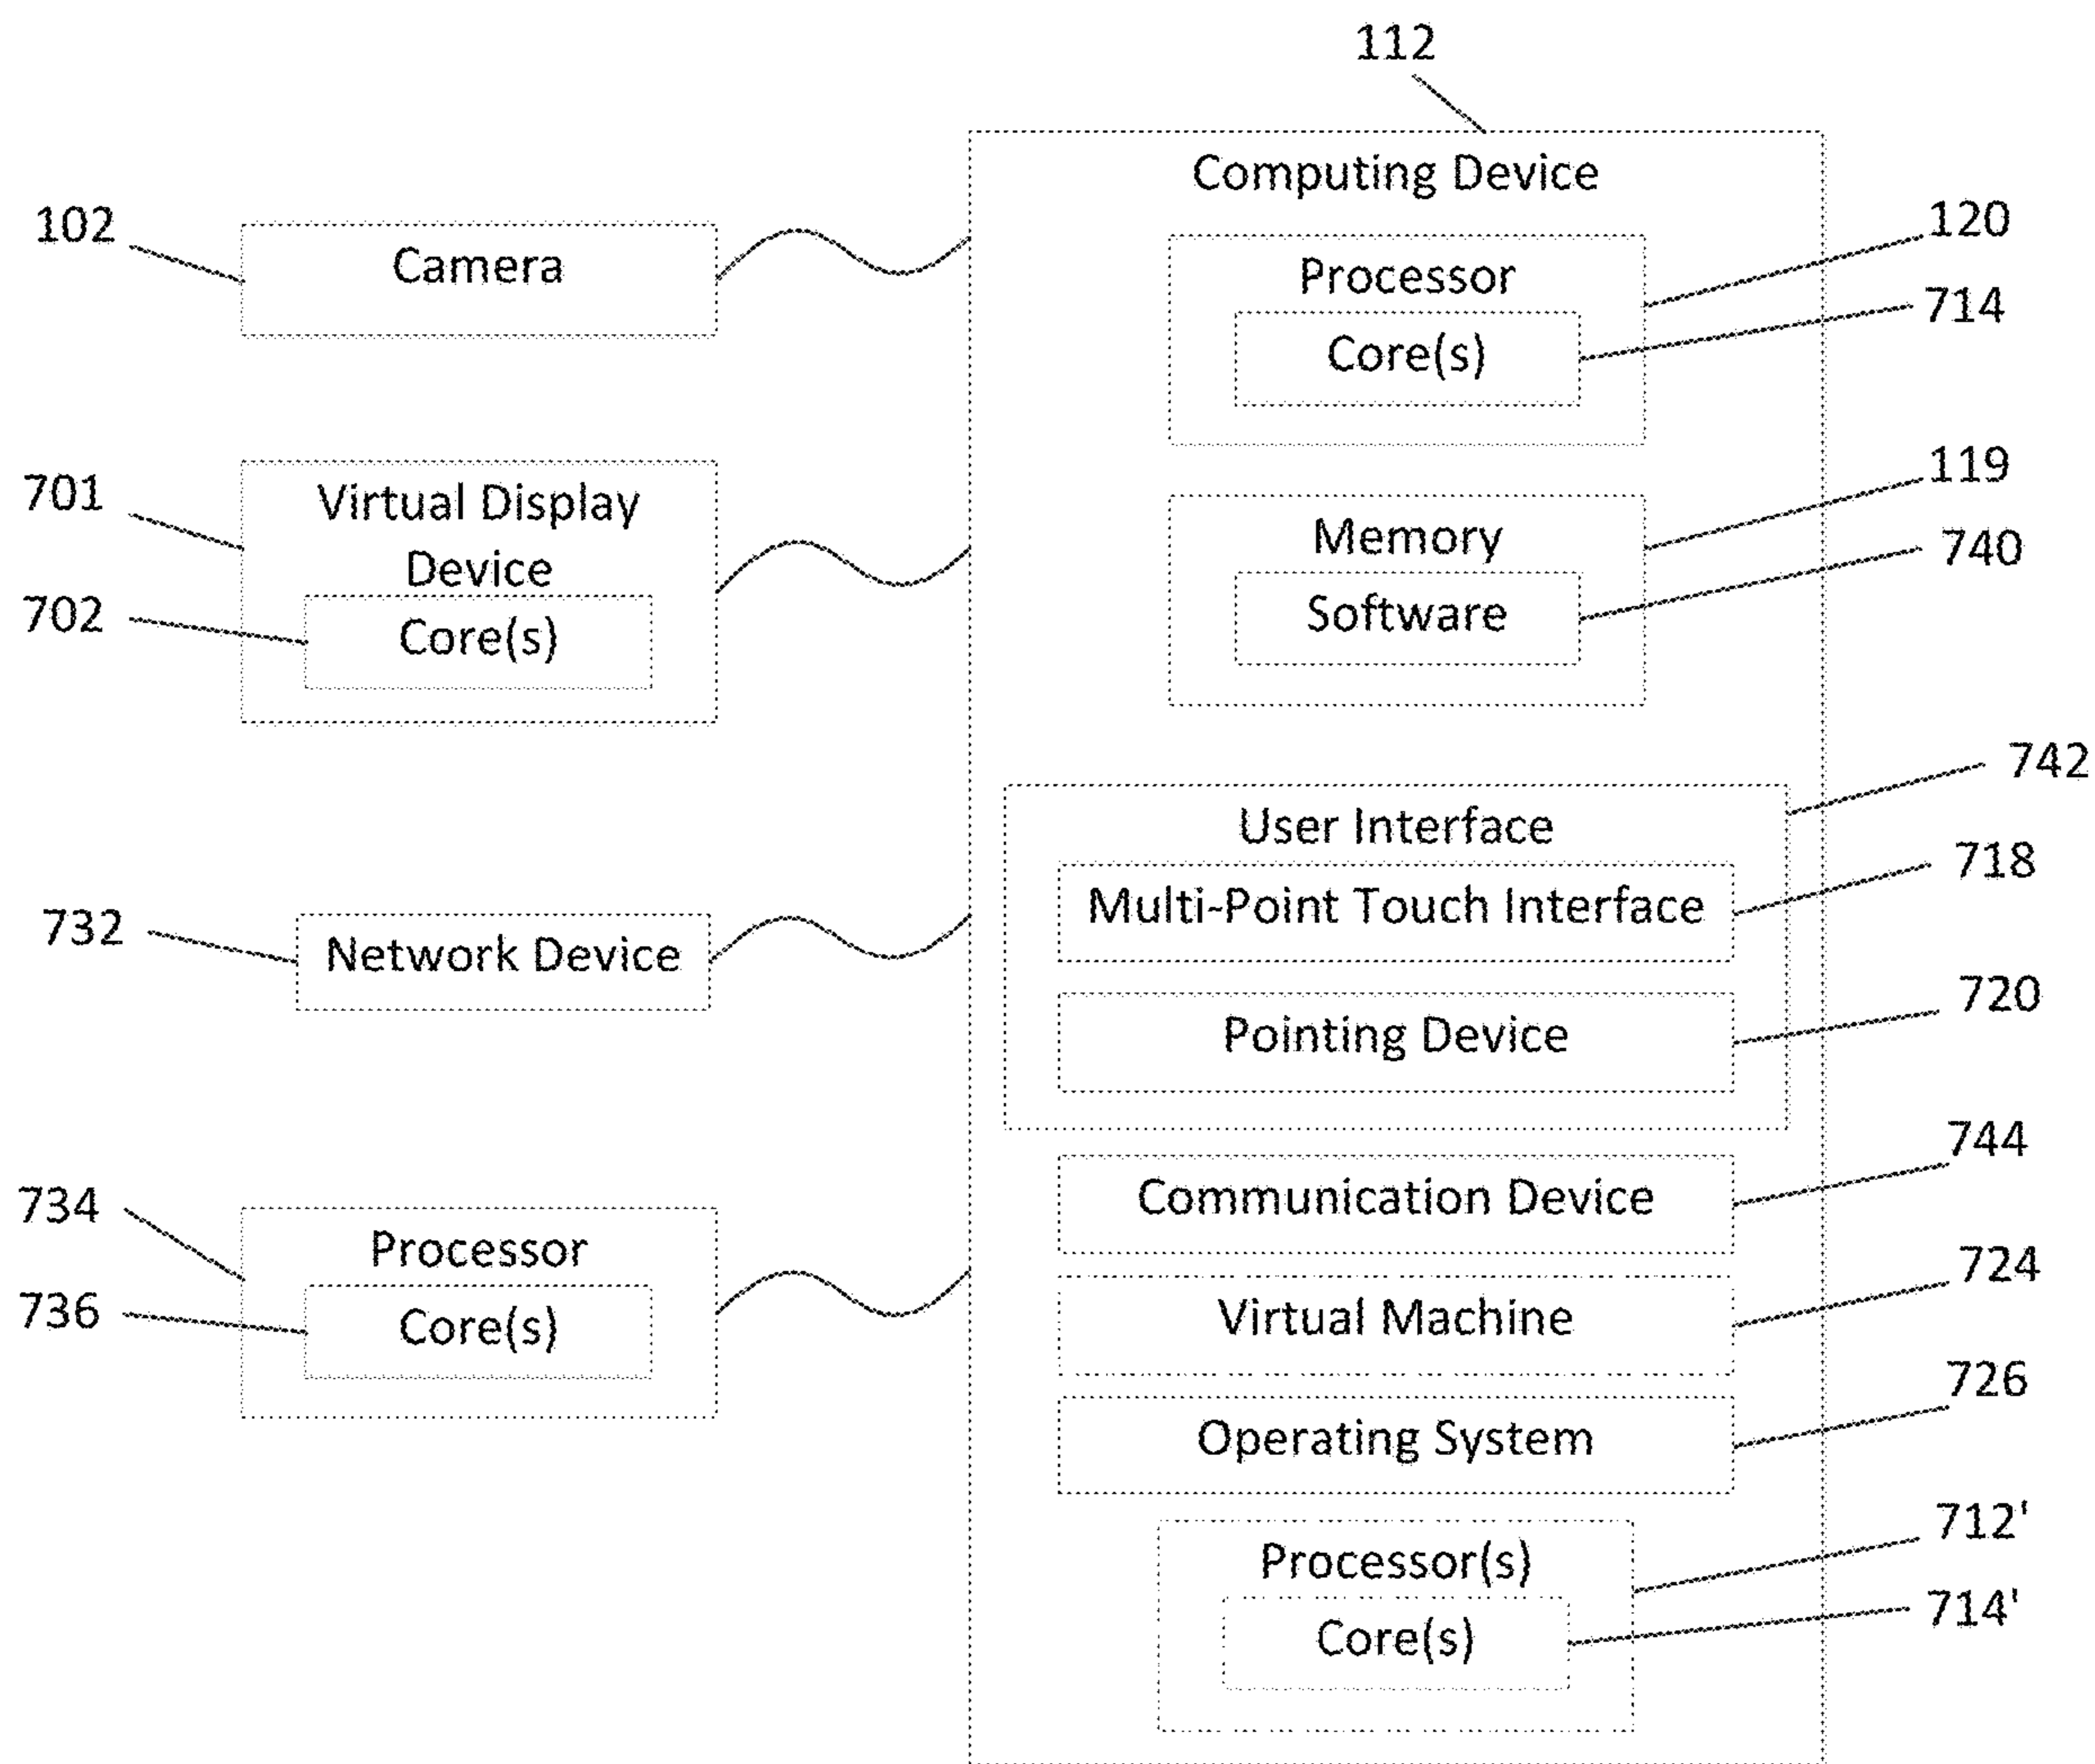 112
Computing Device
102
Camera
120
Processor
714
Core(s)
701
Virtual Display
Device
702
Core(s)
119
Memory
740
Software
742
User Interface
718
Multi-Point Touch Interface
732
Network Device
720
Pointing Device
744
Communication Device
734
Processor
736
Core(s)
724
Virtual Machine
726
Operating System
712'
Processor(s)
714'
Core(s)